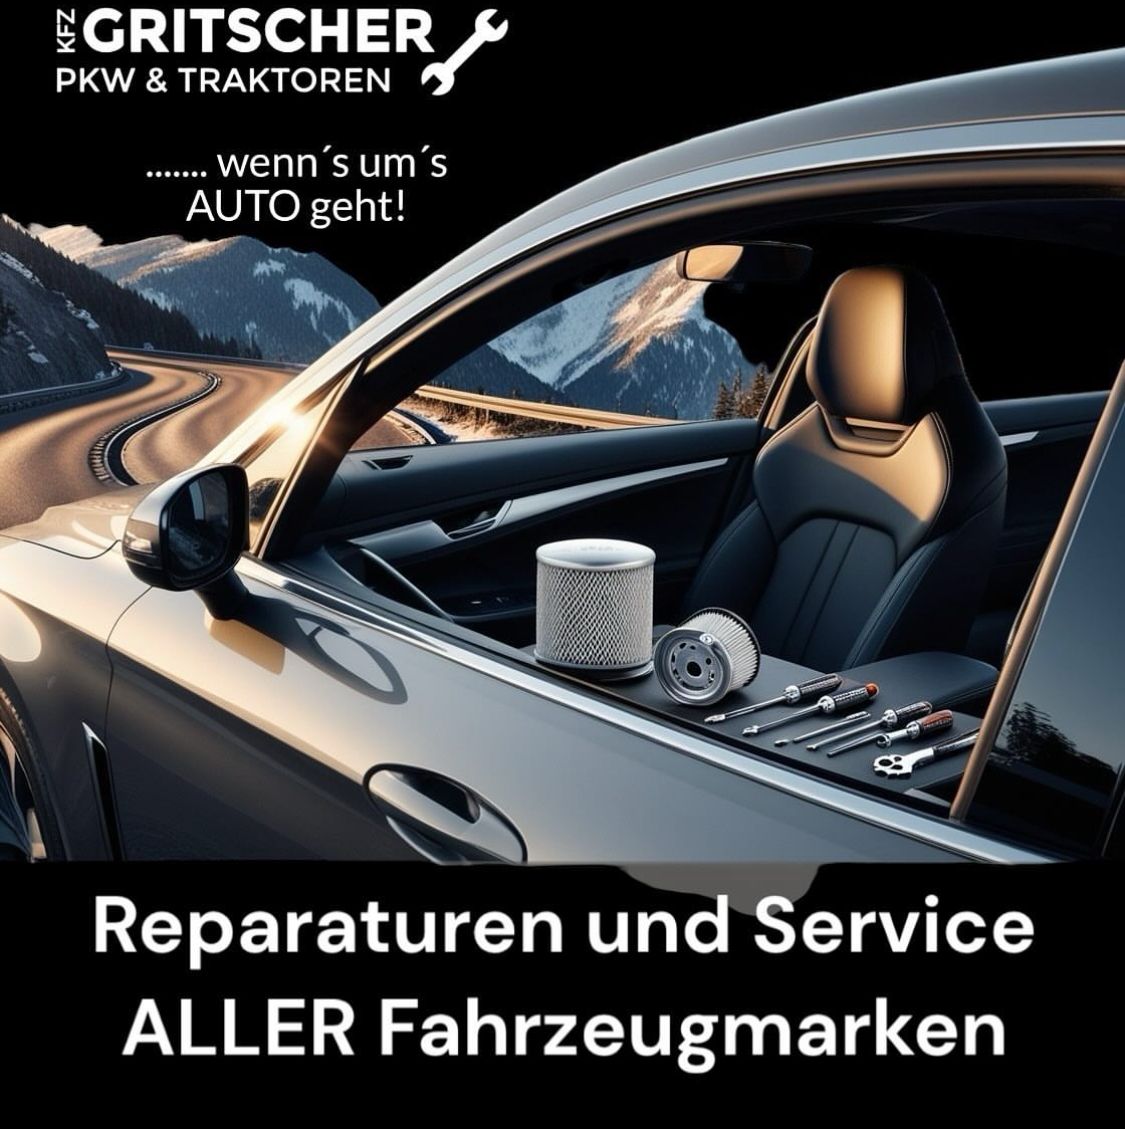 KFZ GRITSCHER
PKW & TRAKTOREN
....... wenn´s um´s
AUTO geht!
Reparaturen und Service
ALLER Fahrzeugmarken